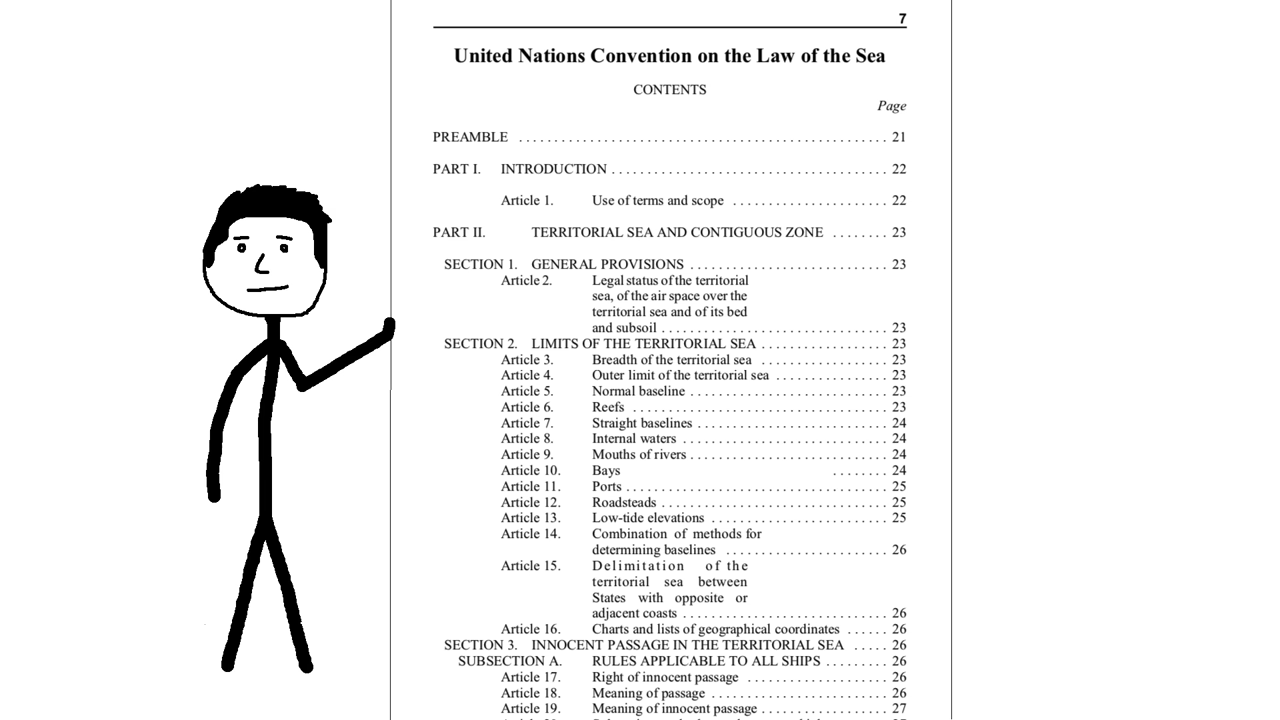 7
United Nations Convention on the Law of the Sea
CONTENTS
Page
PREAMBLE . . . . . . . . . . . . . . . . . . . . . . . . . . . . . . . . . . . . . . . . . . . . . . . . . . . . 21
PART I. INTRODUCTION . . . . . . . . . . . . . . . . . . . . . . . . . . . . . . . . . . . . . . . 22
Article 1. Use of terms and scope . . . . . . . . . . . . . . . . . . . . . . 22
PART II. TERRITORIAL SEA AND CONTIGUOUS ZONE . . . . . . . . 23
SECTION 1. GENERAL PROVISIONS . . . . . . . . . . . . . . . . . . . . . . . . . . . . 23
Article 2. Legal status of the territorial
sea, of the air space over the
territorial sea and of its bed
and subsoil . . . . . . . . . . . . . . . . . . . . . . . . . . . . . . . . 23
SECTION 2. LIMITS OF THE TERRITORIAL SEA . . . . . . . . . . . . . . . . . . 23
Article 3. Breadth of the territorial sea . . . . . . . . . . . . . . . . . . 23
Article 4. Outer limit of the territorial sea . . . . . . . . . . . . . . . . 23
Article 5. Normal baseline . . . . . . . . . . . . . . . . . . . . . . . . . . . . 23
Article 6. Reefs . . . . . . . . . . . . . . . . . . . . . . . . . . . . . . . . . . . . 23
Article 7. Straight baselines . . . . . . . . . . . . . . . . . . . . . . . . . . . 24
Article 8. Internal waters . . . . . . . . . . . . . . . . . . . . . . . . . . . . . 24
Article 9. Mouths of rivers . . . . . . . . . . . . . . . . . . . . . . . . . . . . 24
Article 10. Bays . . . . . . . . 24
Article 11. Ports . . . . . . . . . . . . . . . . . . . . . . . . . . . . . . . . . . . . . 25
Article 12. Roadsteads . . . . . . . . . . . . . . . . . . . . . . . . . . . . . . . . 25
Article 13. Low-tide elevations . . . . . . . . . . . . . . . . . . . . . . . . . 25
Article 14. Combination of methods for
determining baselines . . . . . . . . . . . . . . . . . . . . . . . 26
Article 15. Delimitation of the
territorial sea between
States with opposite or
adjacent coasts . . . . . . . . . . . . . . . . . . . . . . . . . . . . . 26
Article 16. Charts and lists of geographical coordinates . . . . . . 26
SECTION 3. INNOCENT PASSAGE IN THE TERRITORIAL SEA . . . . . 26
SUBSECTION A. RULES APPLICABLE TO ALL SHIPS . . . . . . . . . 26
Article 17. Right of innocent passage . . . . . . . . . . . . . . . . . . . . 26
Article 18. Meaning of passage . . . . . . . . . . . . . . . . . . . . . . . . . 26
Article 19. Meaning of innocent passage . . . . . . . . . . . . . . . . . . 27